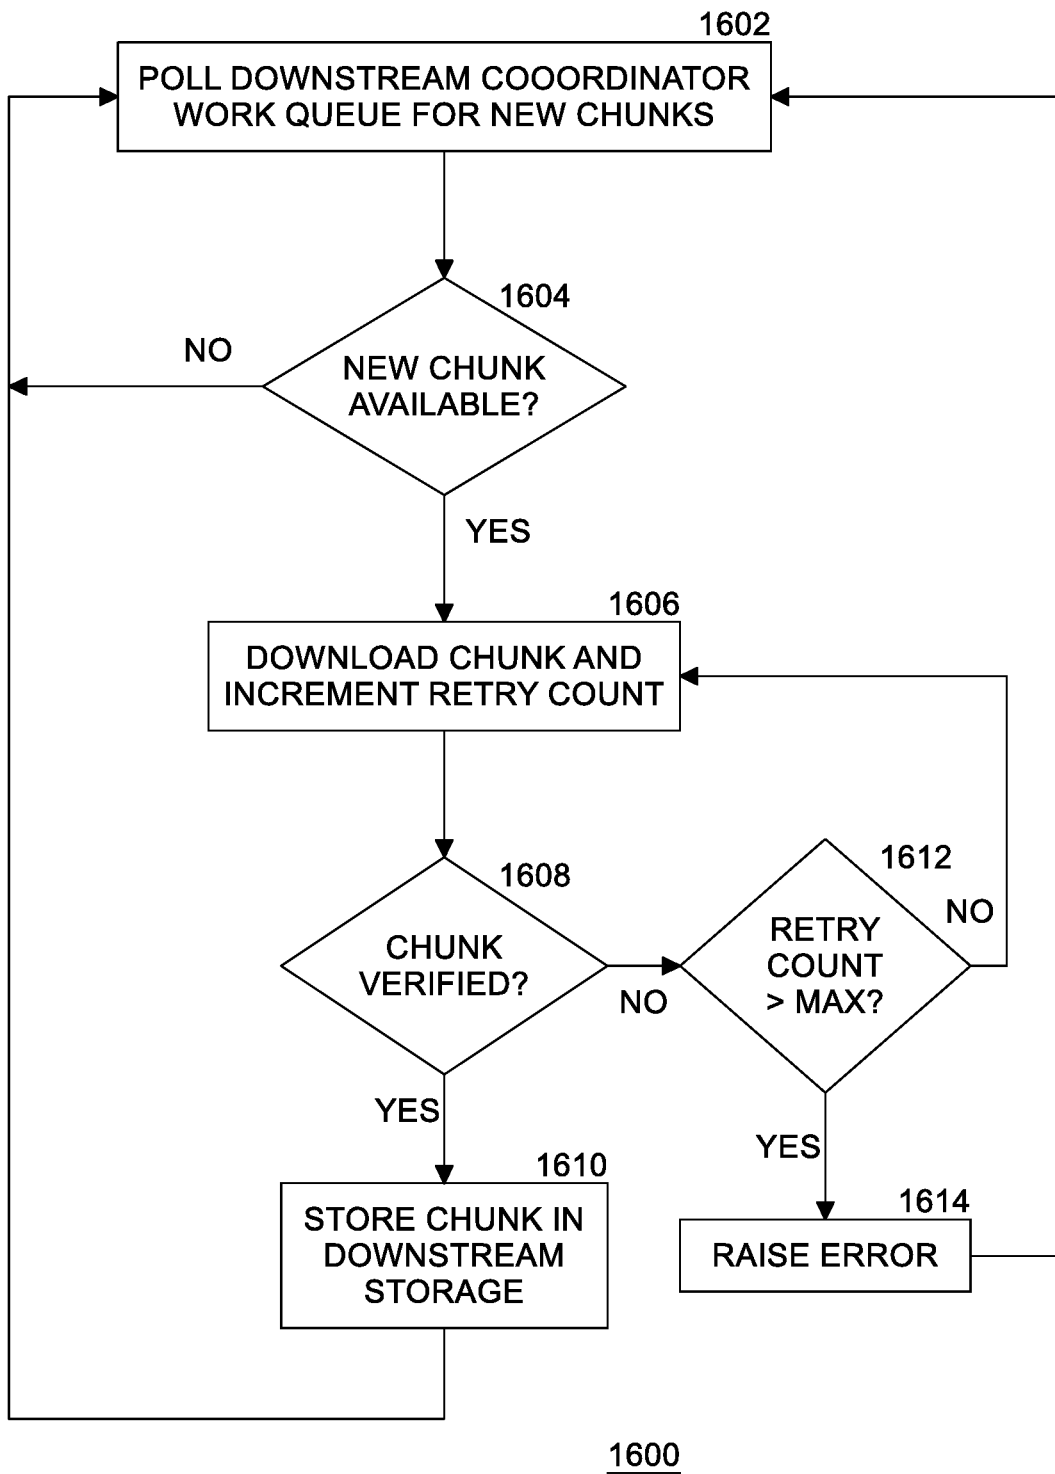 1602
POLL DOWNSTREAM COOORDINATOR
WORK QUEUE FOR NEW CHUNKS
1604
NO
NEW CHUNK
AVAILABLE?
YES
1606
DOWNLOAD CHUNK AND
INCREMENT RETRY COUNT
1608
CHUNK
VERIFIED?
NO
1612
RETRY
COUNT
> MAX?
NO
YES
YES
1610
STORE CHUNK IN
DOWNSTREAM
STORAGE
1614
RAISE ERROR
1600